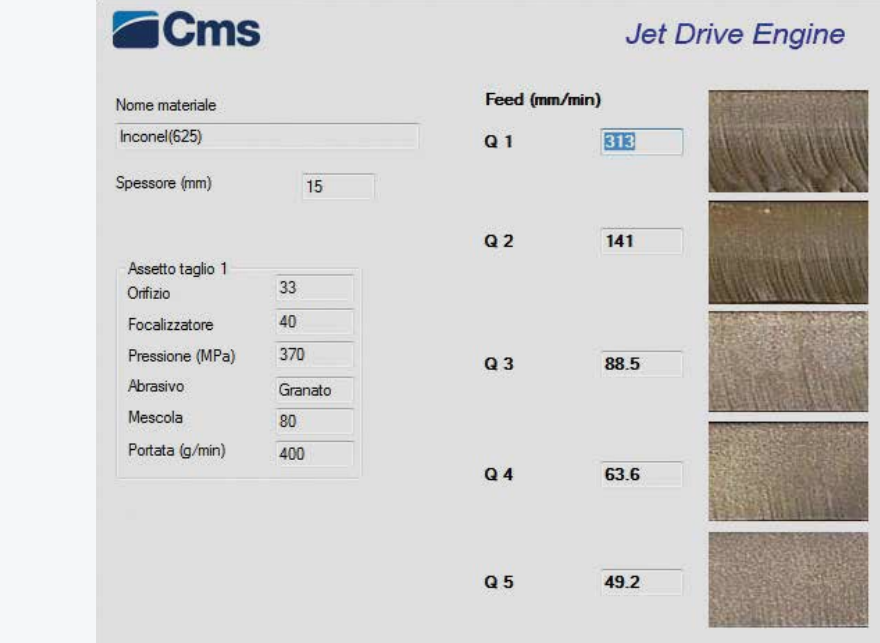 Cms
Jet Drive Engine
Nome materiale
Inconel(625)
Spessore (mm) 15
Assetto taglio 1
Orifizio 33
Focalizzatore 40
Pressione (MPa) 370
Abrasivo Granato
Mescola 80
Portata (g/min) 400
Feed (mm/min)
Q 1 313
Q 2 141
Q 3 88.5
Q 4 63.6
Q 5 49.2